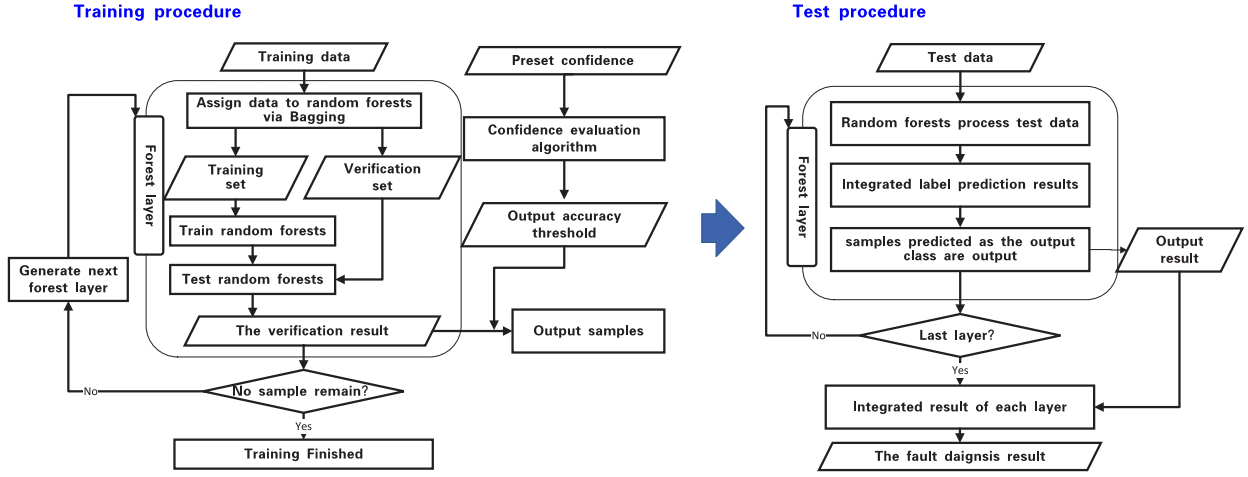 Training procedure
Training data
Assign data to random forests
via Bagging
Forest layer
Training
set
Verification
set
Train random forests
Test random forests
Generate next
forest layer
The verification result
No sample remain?
No
Yes
Training Finished
Preset confidence
Confidence evaluation
algorithm
Output accuracy
threshold
Output samples
Test procedure
Test data
Random forests process test data
Forest layer
Integrated label prediction results
samples predicted as the output
class are output
Output
result
Last layer?
No
Yes
Integrated result of each layer
The fault daignsis result